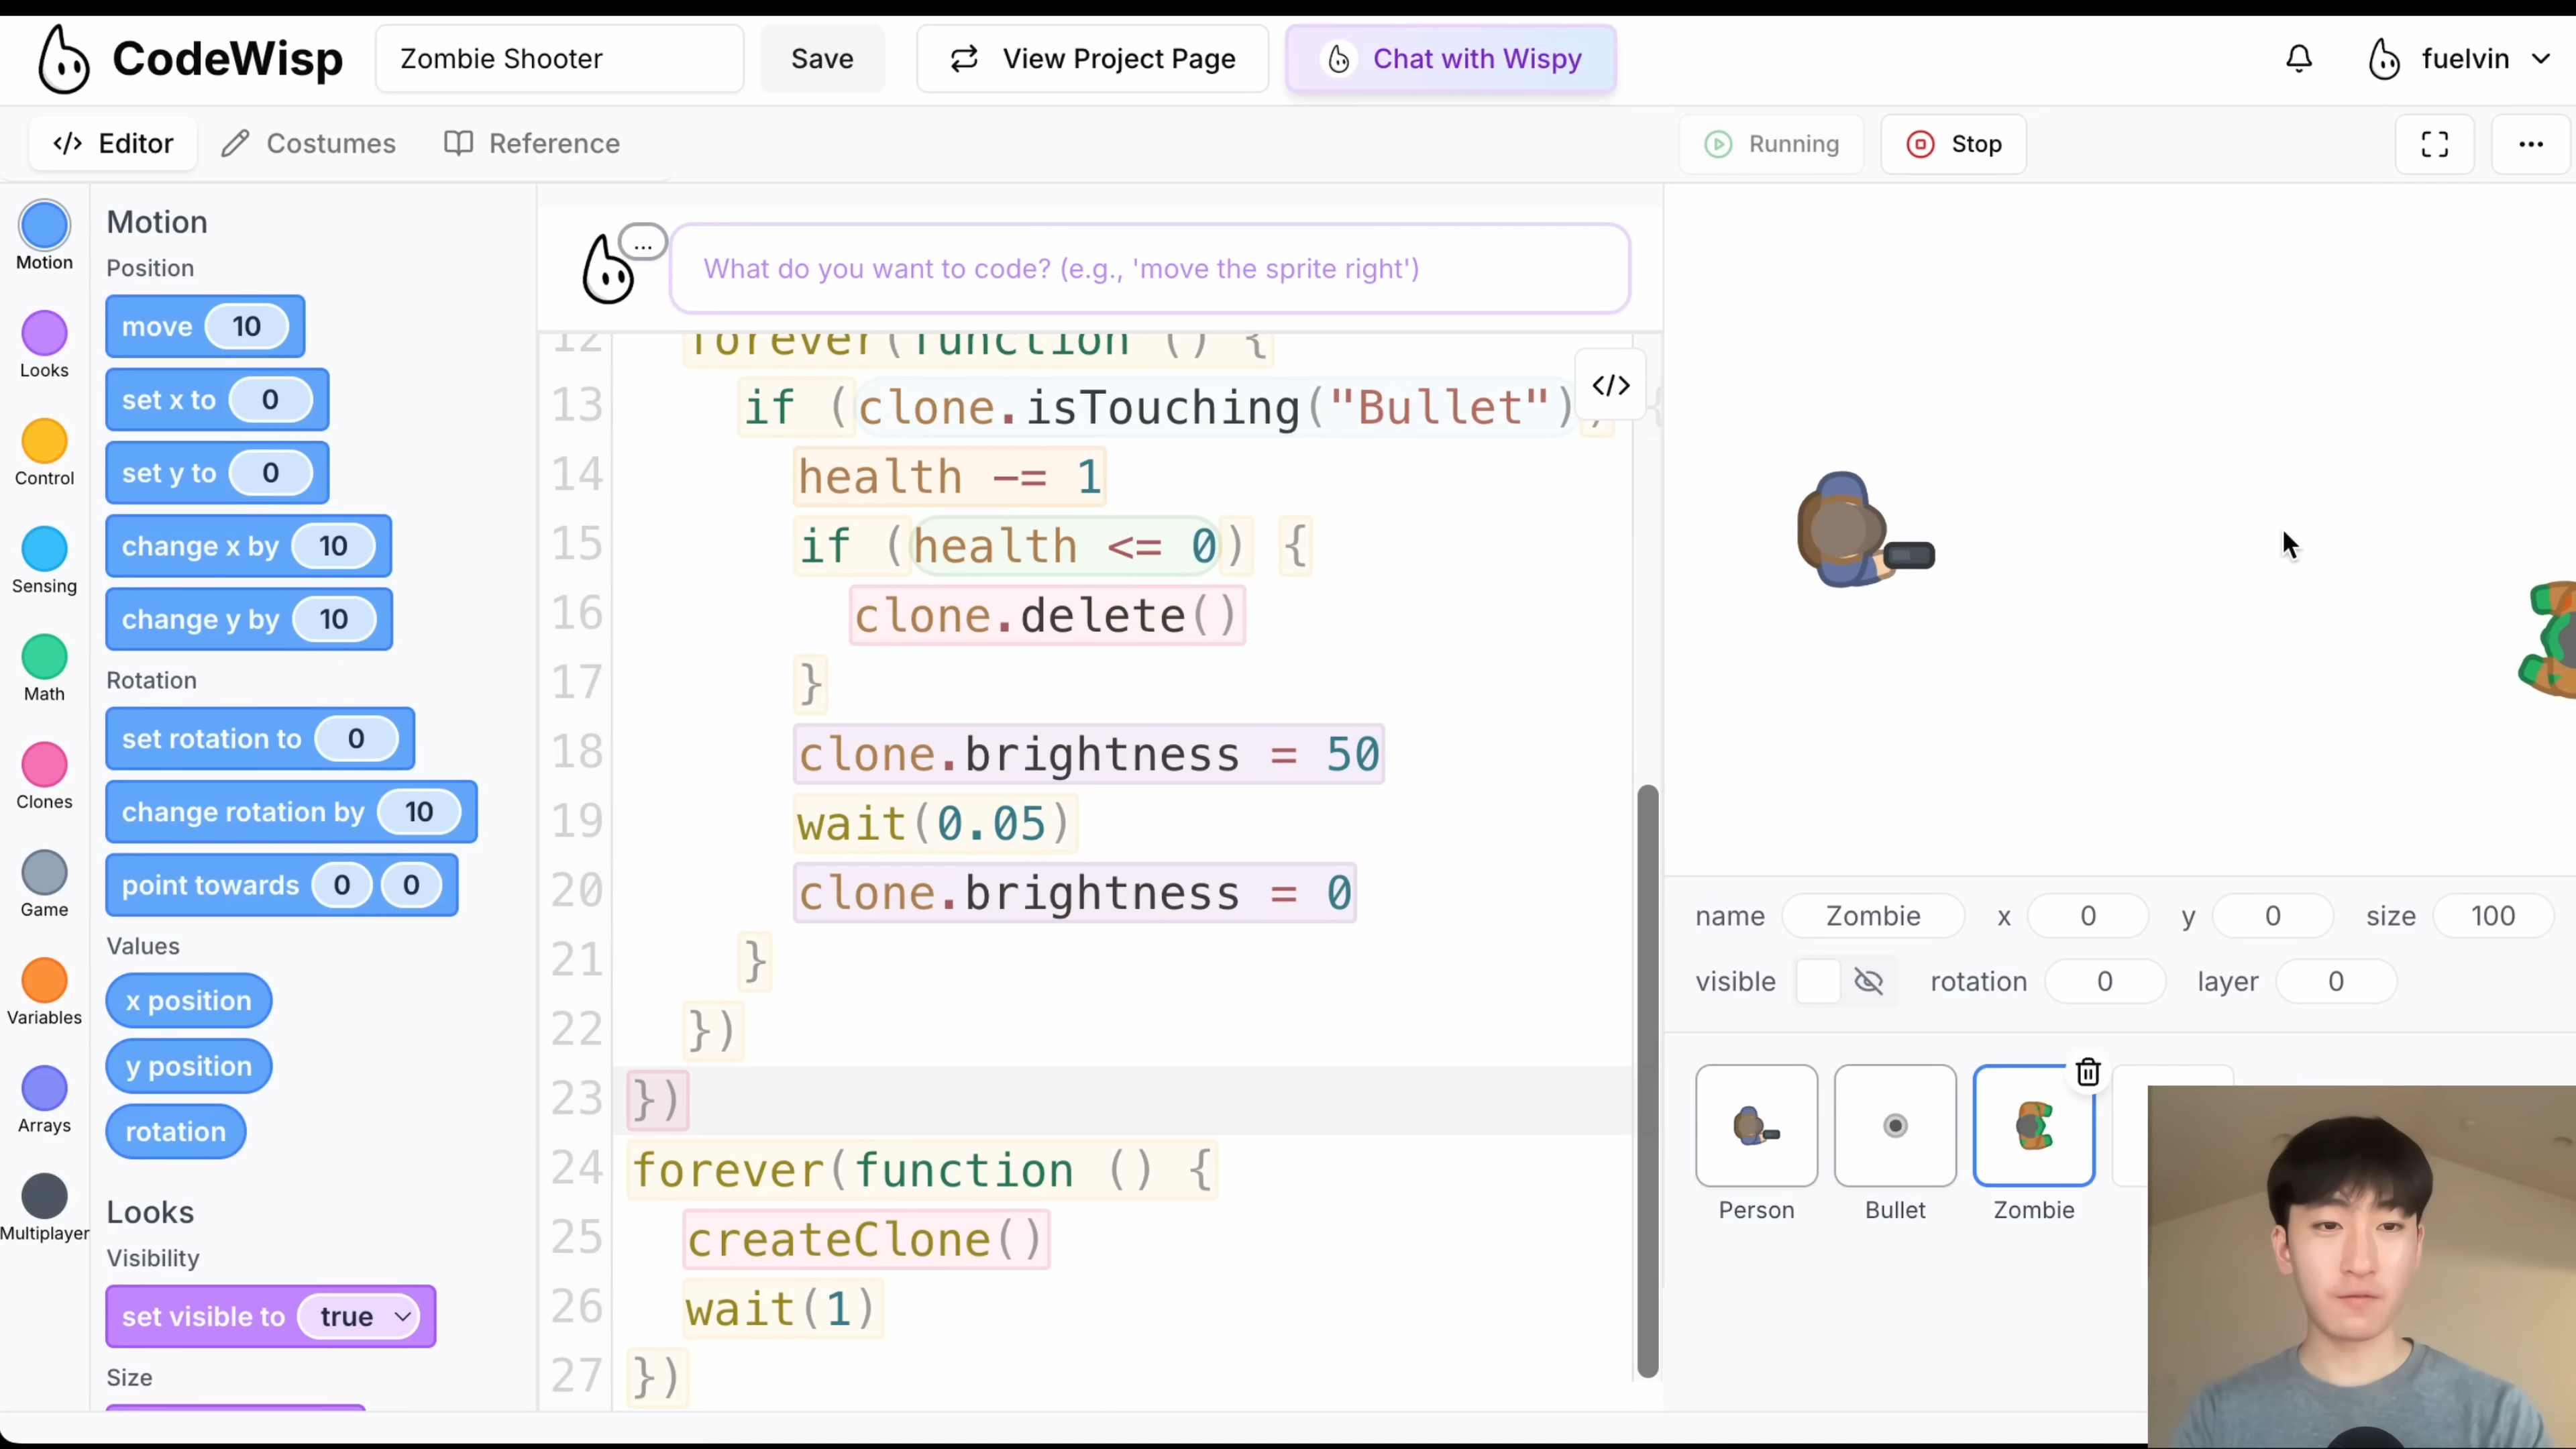 CodeWisp
Zombie Shooter
Save
View Project Page
Chat with Wispy
fuelvin
</> Editor
Costumes
Reference
Running
Stop
...
Motion
Looks
Control
Sensing
Math
Clones
Game
Variables
Arrays
Multiplayer
Motion
Position
move 10
set x to 0
set y to 0
change x by 10
change y by 10
Rotation
set rotation to 0
change rotation by 10
point towards 0 0
Values
x position
y position
rotation
Looks
Visibility
set visible to true
Size
...
What do you want to code? (e.g., 'move the sprite right')
</>
12 forever(function () {
13 if (clone.isTouching("Bullet")) {
14 health -= 1
15 if (health <= 0) {
16 clone.delete()
17 }
18 clone.brightness = 50
19 wait(0.05)
20 clone.brightness = 0
21 }
22 })
23 })
24 forever(function () {
25 createClone()
26 wait(1)
27 })
name Zombie x 0 y 0 size 100
visible rotation 0 layer 0
Person
Bullet
Zombie